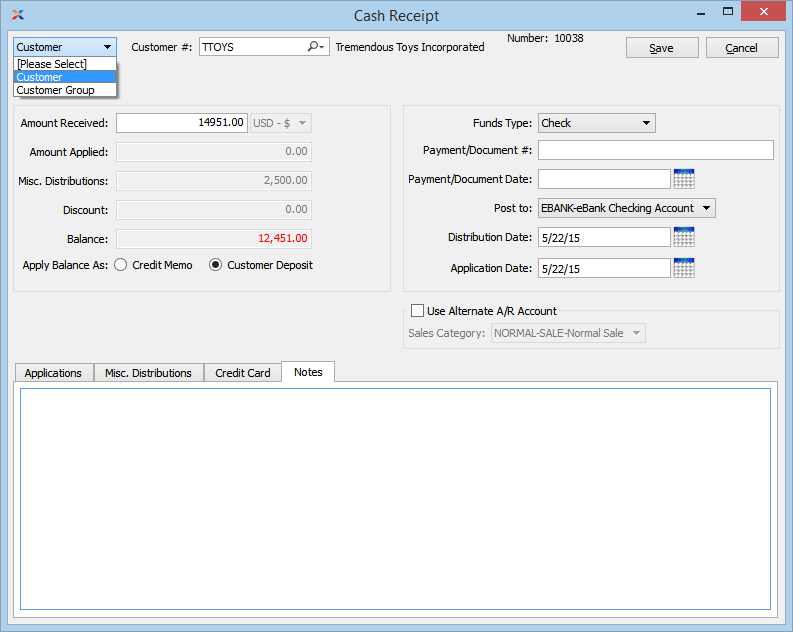 Cash Receipt
Customer
Customer #:
TTOYS
Tremendous Toys Incorporated
Number: 10038
Save
Cancel
[Please Select]
Customer
Customer Group
Amount Received:
14951.00
USD - $
Amount Applied:
0.00
Misc. Distributions:
2,500.00
Discount:
0.00
Balance:
12,451.00
Apply Balance As:
Credit Memo
Customer Deposit
Funds Type:
Check
Payment/Document #:
Payment/Document Date:
Post to:
EBANK-eBank Checking Account
Distribution Date:
5/22/15
Application Date:
5/22/15
Use Alternate A/R Account
Sales Category:
NORMAL-SALE-Normal Sale
Applications
Misc. Distributions
Credit Card
Notes